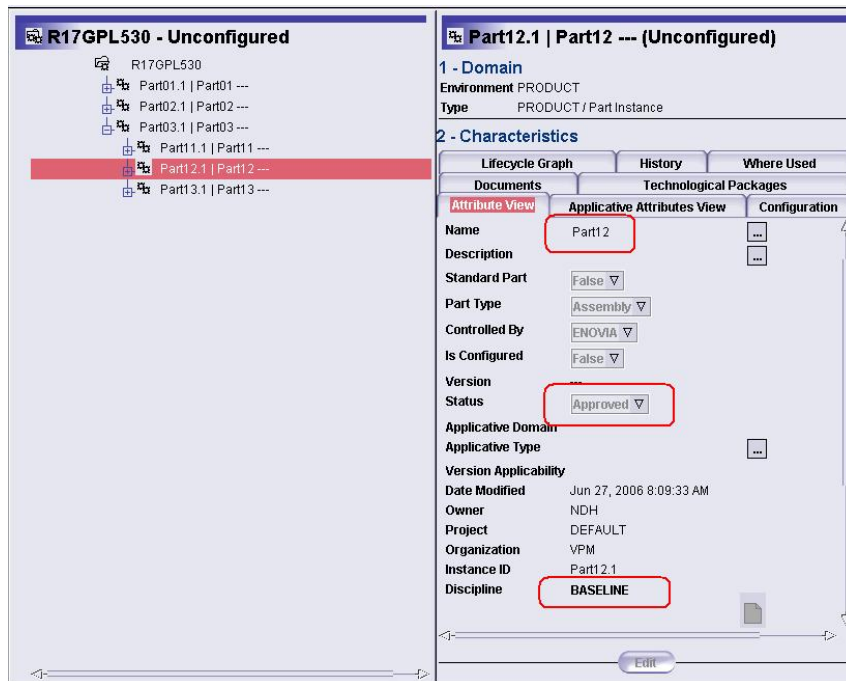 R17GPL530 - Unconfigured
R17GPL530
Part01.1 | Part01 ---
Part02.1 | Part02 ---
Part03.1 | Part03 ---
Part11.1 | Part11 ---
Part12.1 | Part12 ---
Part13.1 | Part13 ---
Part12.1 | Part12 --- (Unconfigured)
1 - Domain
Environment PRODUCT
Type PRODUCT / Part Instance
2 - Characteristics
Lifecycle Graph History Where Used
Documents Technological Packages
Attribute View Applicative Attributes View Configuration
Name Part12 ...
Description ...
Standard Part False
Part Type Assembly
Controlled By ENOVIA
Is Configured False
Version ---
Status Approved
Applicative Domain
Applicative Type ...
Version Applicability
Date Modified Jun 27, 2006 8:09:33 AM
Owner NDH
Project DEFAULT
Organization VPM
Instance ID Part12.1
Discipline BASELINE
Edit